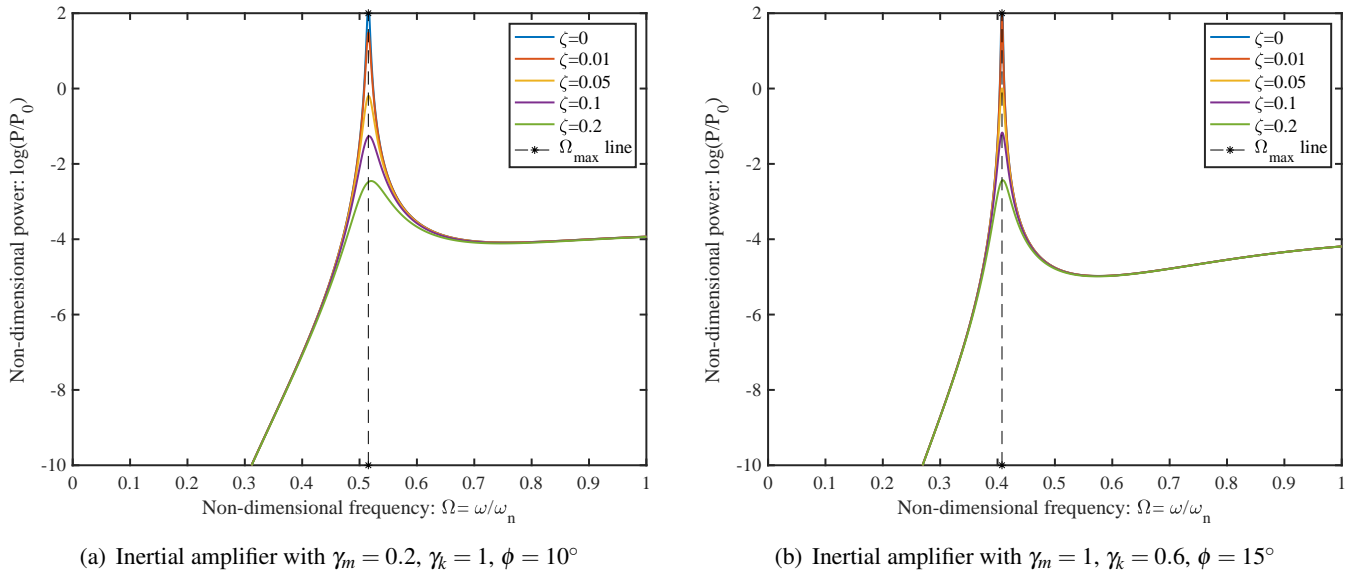 Non-dimensional power: log(P/P0)
2
0
-2
-4
-6
-8
-10
0 0.1 0.2 0.3 0.4 0.5 0.6 0.7 0.8 0.9 1
Non-dimensional frequency: Ω= ω/ωn
ζ=0
ζ=0.01
ζ=0.05
ζ=0.1
ζ=0.2
Ωmax line
(a) Inertial amplifier with γm = 0.2, γk = 1, ϕ = 10°
Non-dimensional power: log(P/P0)
2
0
-2
-4
-6
-8
-10
0 0.1 0.2 0.3 0.4 0.5 0.6 0.7 0.8 0.9 1
Non-dimensional frequency: Ω= ω/ωn
ζ=0
ζ=0.01
ζ=0.05
ζ=0.1
ζ=0.2
Ωmax line
(b) Inertial amplifier with γm = 1, γk = 0.6, ϕ = 15°